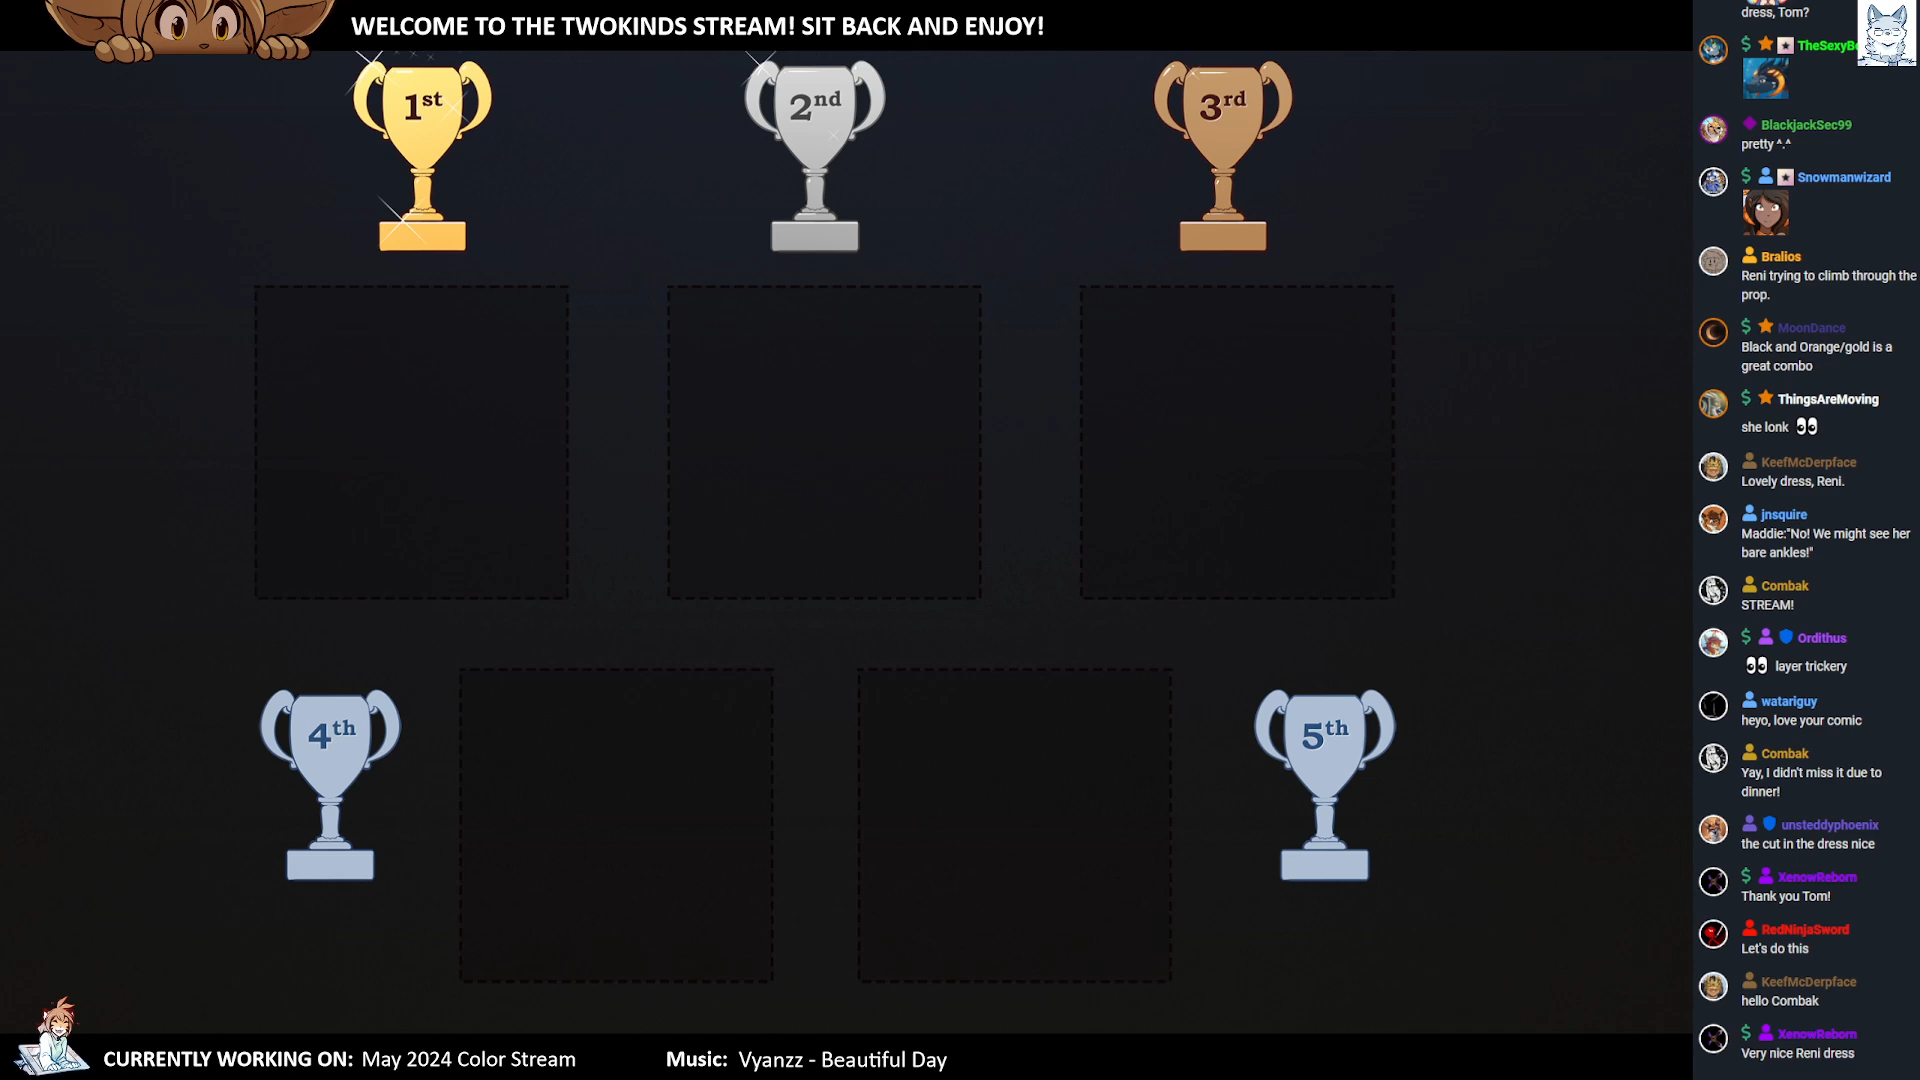 WELCOME TO THE TWOKINDS STREAM! SIT BACK AND ENJOY!
1st
2nd
3rd
4th
5th
CURRENTLY WORKING ON: May 2024 Color Stream
Music: Vyanzz - Beautiful Day
dress, Tom?
BlackjackSec99
pretty ^.^
Snowmanwizard
Bralios
Reni trying to climb through the
prop.
MoonDance
Black and Orange/gold is a
great combo
ThingsAreMoving
she lonk
KeefMcDerpface
Lovely dress, Reni.
jnsquire
Maddie:"No! We might see her
bare ankles!"
Combak
STREAM!
Ordithus
layer trickery
watariguy
heyo, love your comic
Combak
Yay, I didn't miss it due to
dinner!
unsteddyphoenix
the cut in the dress nice
XenowReborn
Thank you Tom!
RedNinjaSword
Let's do this
KeefMcDerpface
hello Combak
XenowReborn
Very nice Reni dress